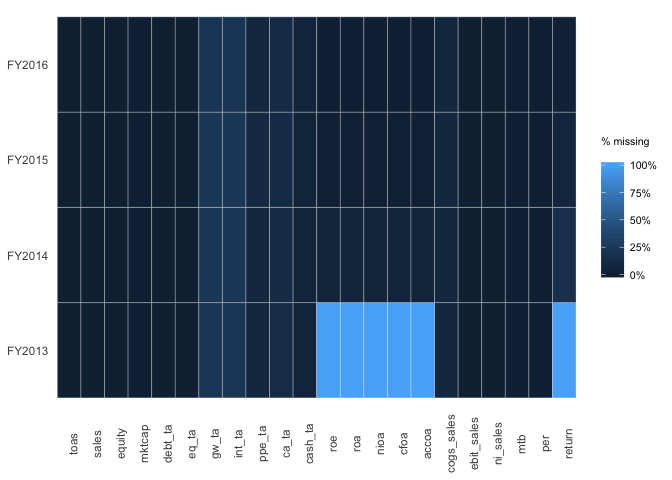 FY2016
FY2015
FY2014
FY2013
% missing
100%
75%
50%
25%
0%
toas
sales
equity
mktcap
debt_ta
eq_ta
gw_ta
int_ta
ppe_ta
ca_ta
cash_ta
roe
roa
nioa
cfoa
accoa
cogs_sales
ebit_sales
ni_sales
mtb
per
return